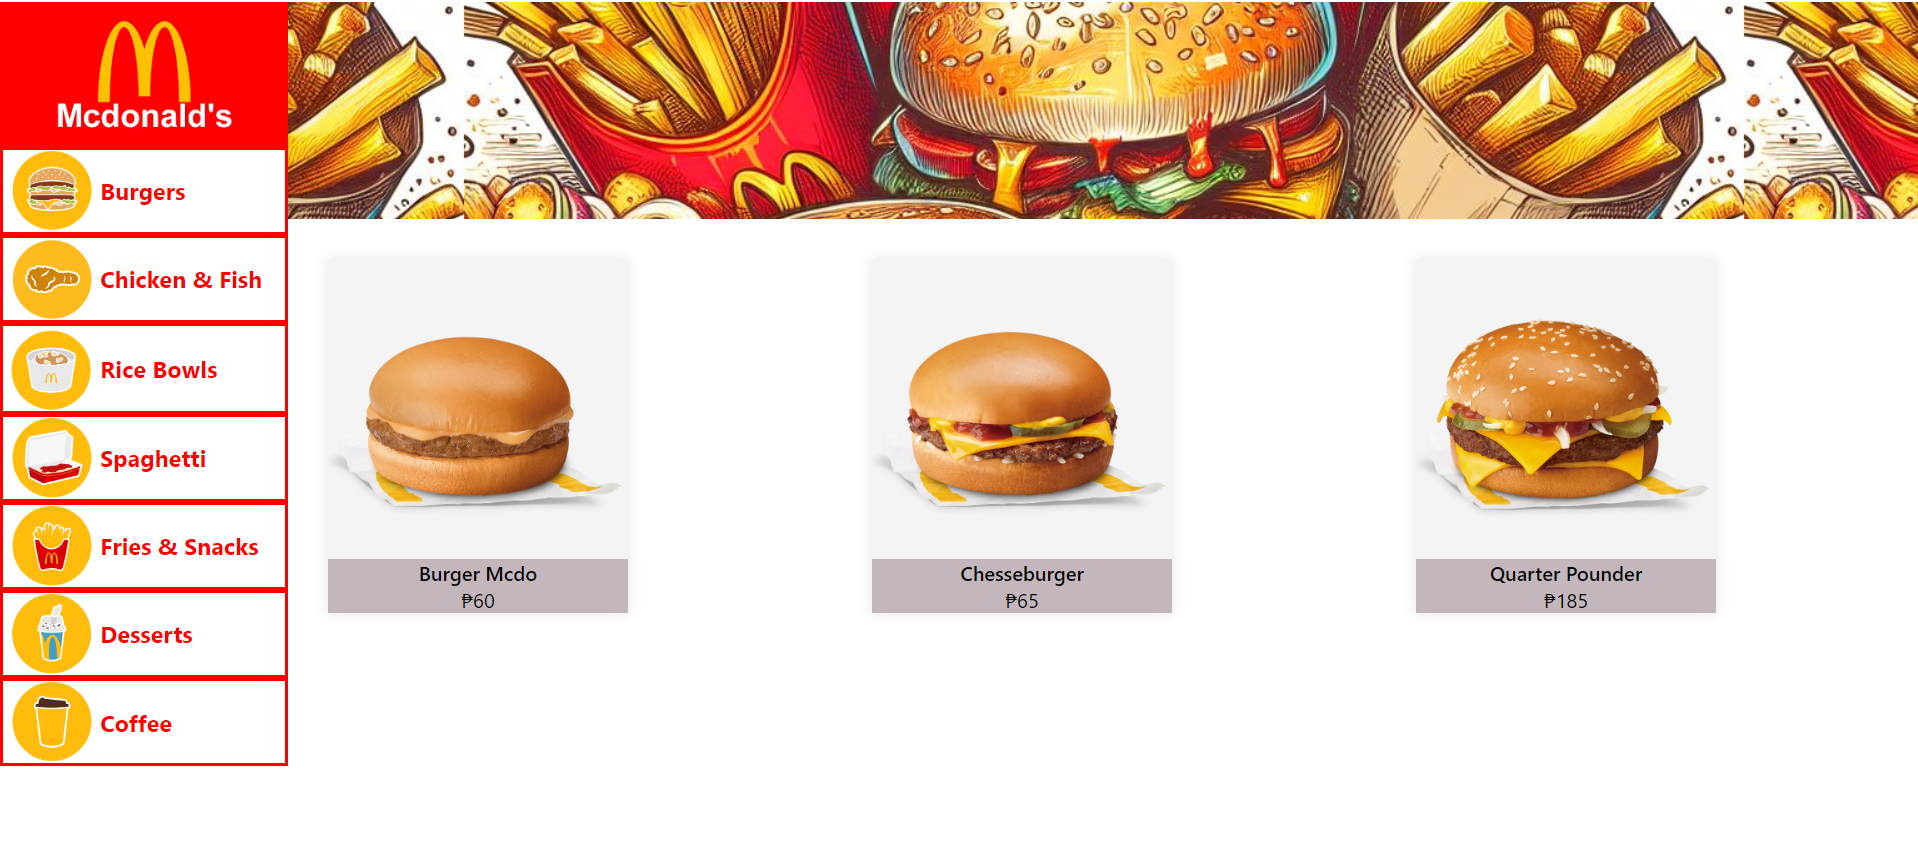 Mcdonald's
Burgers
Chicken & Fish
Rice Bowls
Spaghetti
Fries & Snacks
Desserts
Coffee
Burger Mcdo
₱60
Chesseburger
₱65
Quarter Pounder
₱185